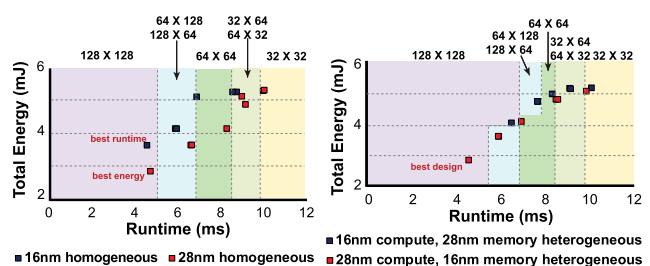 64 X 128
128 X 64
32 X 64
64 X 32
128 X 128
64 X 64
32 X 32
6
4
2
Total Energy (mJ)
best runtime
best energy
0 2 4 6 8 10 12
Runtime (ms)
16nm homogeneous
28nm homogeneous
64 X 64
64 X 128
128 X 64
32 X 64
128 X 128
64 X 32 32 X 32
6
4
2
Total Energy (mJ)
best design
0 2 4 6 8 10 12
Runtime (ms)
16nm compute, 28nm memory heterogeneous
28nm compute, 16nm memory heterogeneous